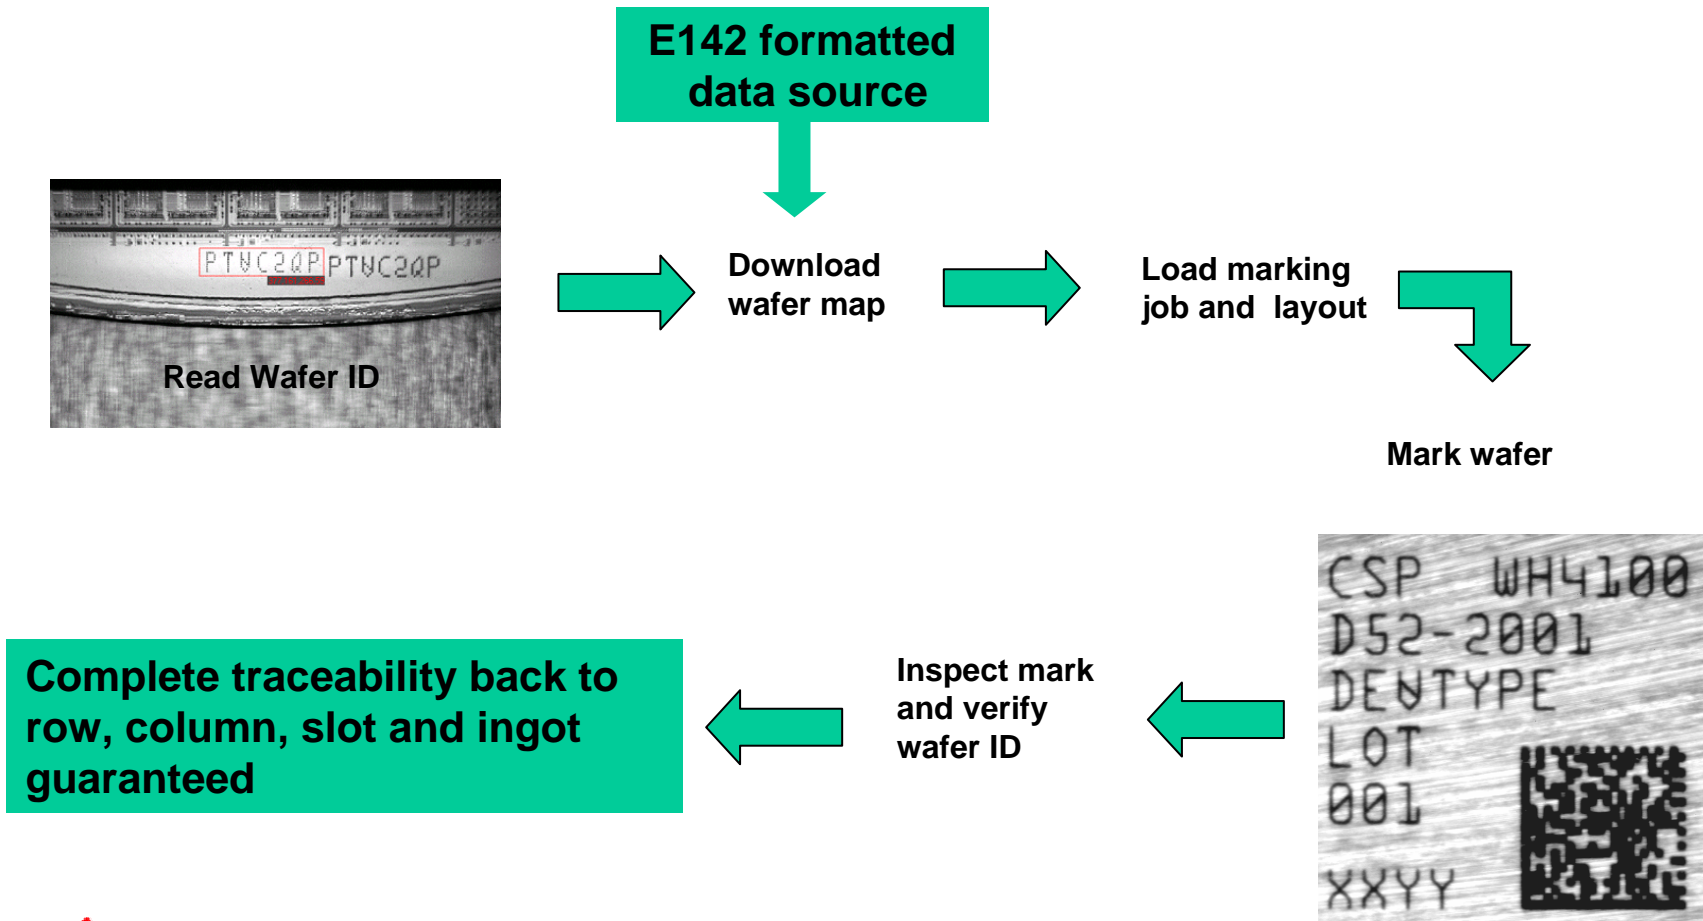 E142 formatted
data source
PTWC2QP PTWC2QP
Read Wafer ID
Download
wafer map
Load marking
job and layout
Mark wafer
CSP WH4100
D52-2001
DEVTYPE
LOT
001
XXYY
Inspect mark
and verify
wafer ID
Complete traceability back to
row, column, slot and ingot
guaranteed